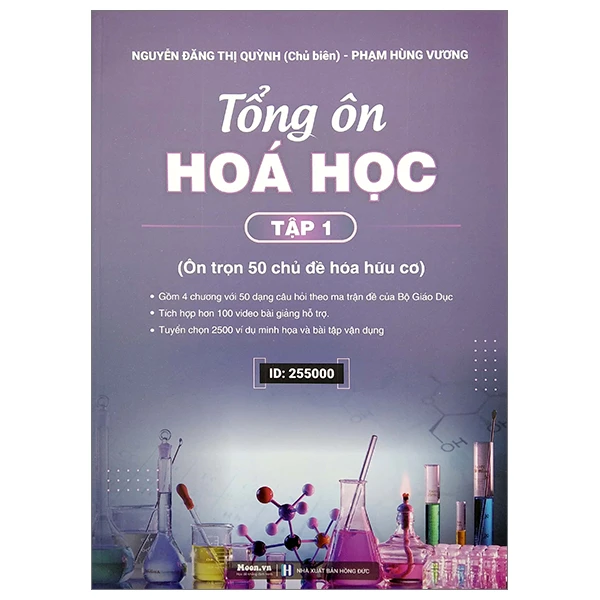 NGUYỄN ĐĂNG THỊ QUỲNH (Chủ biên) - PHẠM HÙNG VƯƠNG
Tổng ôn
HOÁ HỌC
TẬP 1
(Ôn trọn 50 chủ đề hóa hữu cơ)
• Gồm 4 chương với 50 dạng câu hỏi theo ma trận đề của Bộ Giáo Dục
• Tích hợp hơn 100 video bài giảng hỗ trợ.
• Tuyển chọn 2500 ví dụ minh họa và bài tập vận dụng
ID: 255000
OH
OH
Moon.vn
NHÀ XUẤT BẢN HỒNG ĐỨC